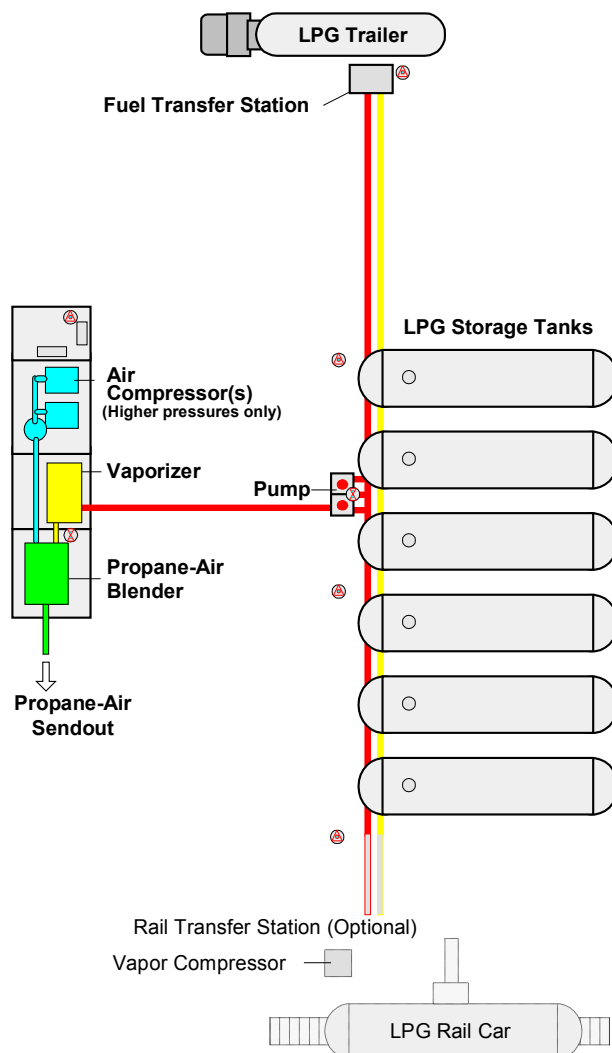 LPG Trailer
Fuel Transfer Station
LPG Storage Tanks
Air
Compressor(s)
(Higher pressures only)
Vaporizer
Pump
Propane-Air
Blender
Propane-Air
Sendout
Rail Transfer Station (Optional)
Vapor Compressor
LPG Rail Car